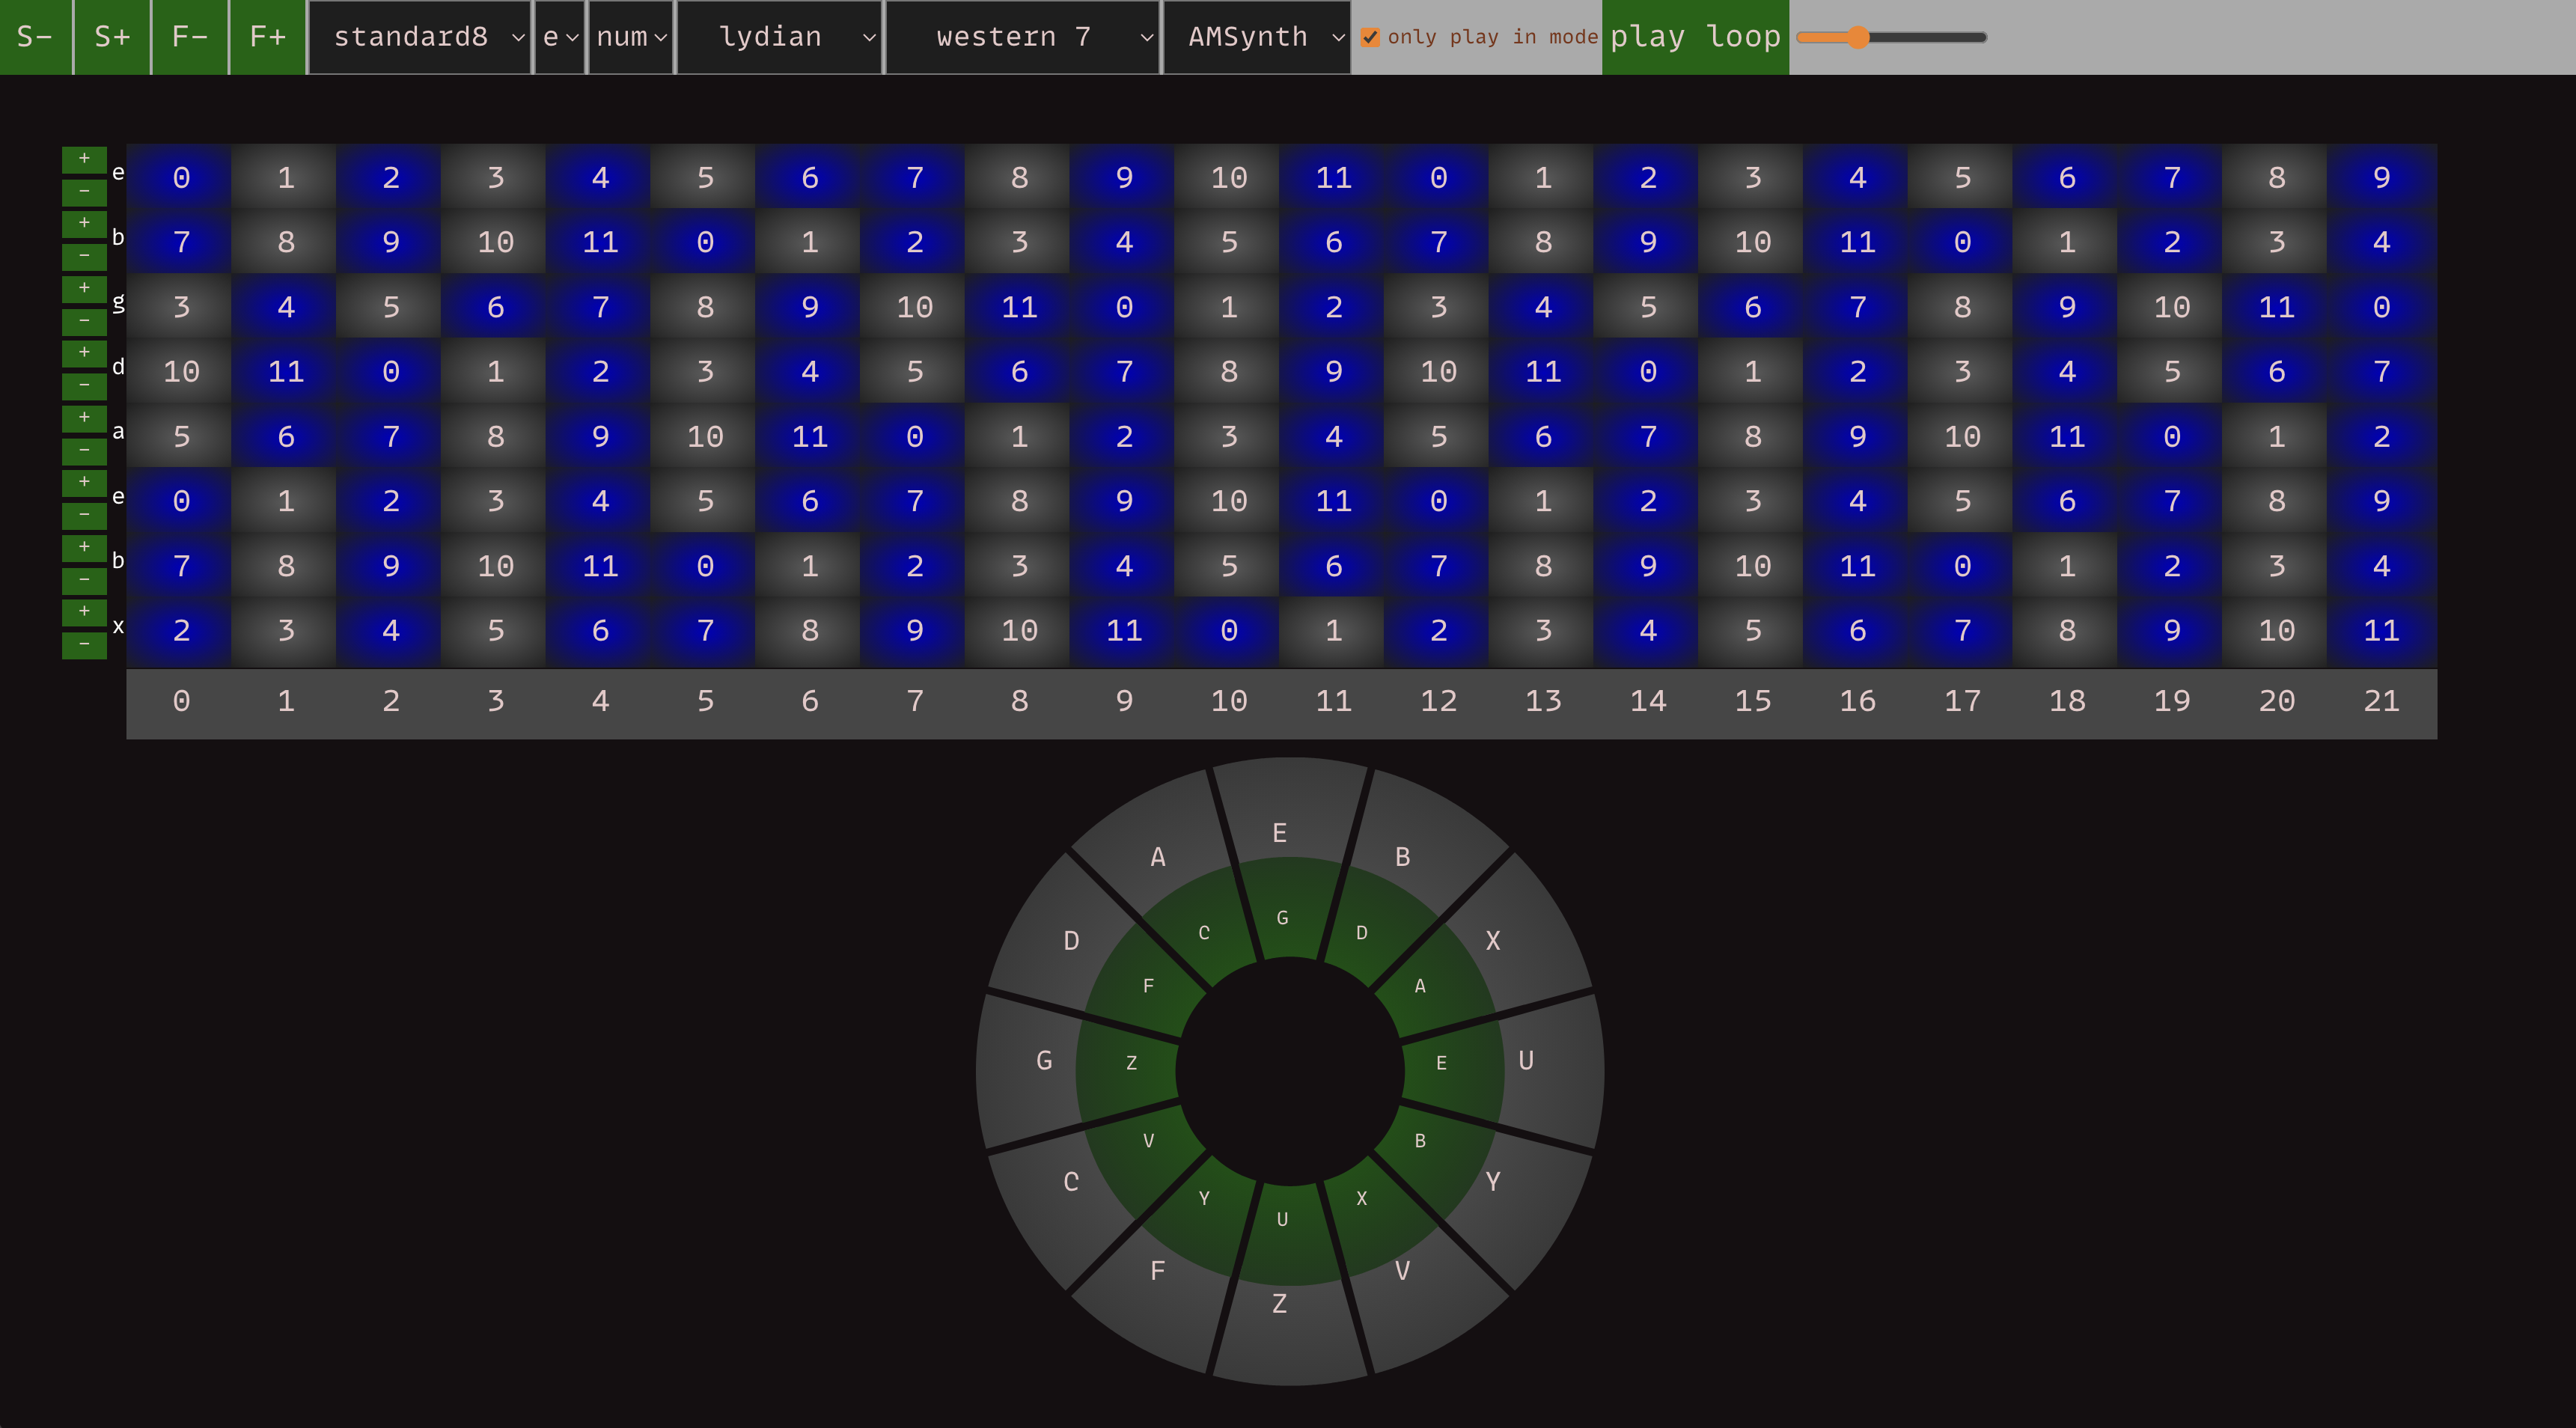 S- S+ F- F+ standard8 e num lydian western 7 AMSynth only play in mode play loop
+ - e 0 1 2 3 4 5 6 7 8 9 10 11 0 1 2 3 4 5 6 7 8 9
+ - b 7 8 9 10 11 0 1 2 3 4 5 6 7 8 9 10 11 0 1 2 3 4
+ - g 3 4 5 6 7 8 9 10 11 0 1 2 3 4 5 6 7 8 9 10 11 0
+ - d 10 11 0 1 2 3 4 5 6 7 8 9 10 11 0 1 2 3 4 5 6 7
+ - a 5 6 7 8 9 10 11 0 1 2 3 4 5 6 7 8 9 10 11 0 1 2
+ - e 0 1 2 3 4 5 6 7 8 9 10 11 0 1 2 3 4 5 6 7 8 9
+ - b 7 8 9 10 11 0 1 2 3 4 5 6 7 8 9 10 11 0 1 2 3 4
+ - x 2 3 4 5 6 7 8 9 10 11 0 1 2 3 4 5 6 7 8 9 10 11
0 1 2 3 4 5 6 7 8 9 10 11 12 13 14 15 16 17 18 19 20 21
E
A B
G
C D
D X
F A
G Z E U
V B
C Y
Y X
U
F V
Z